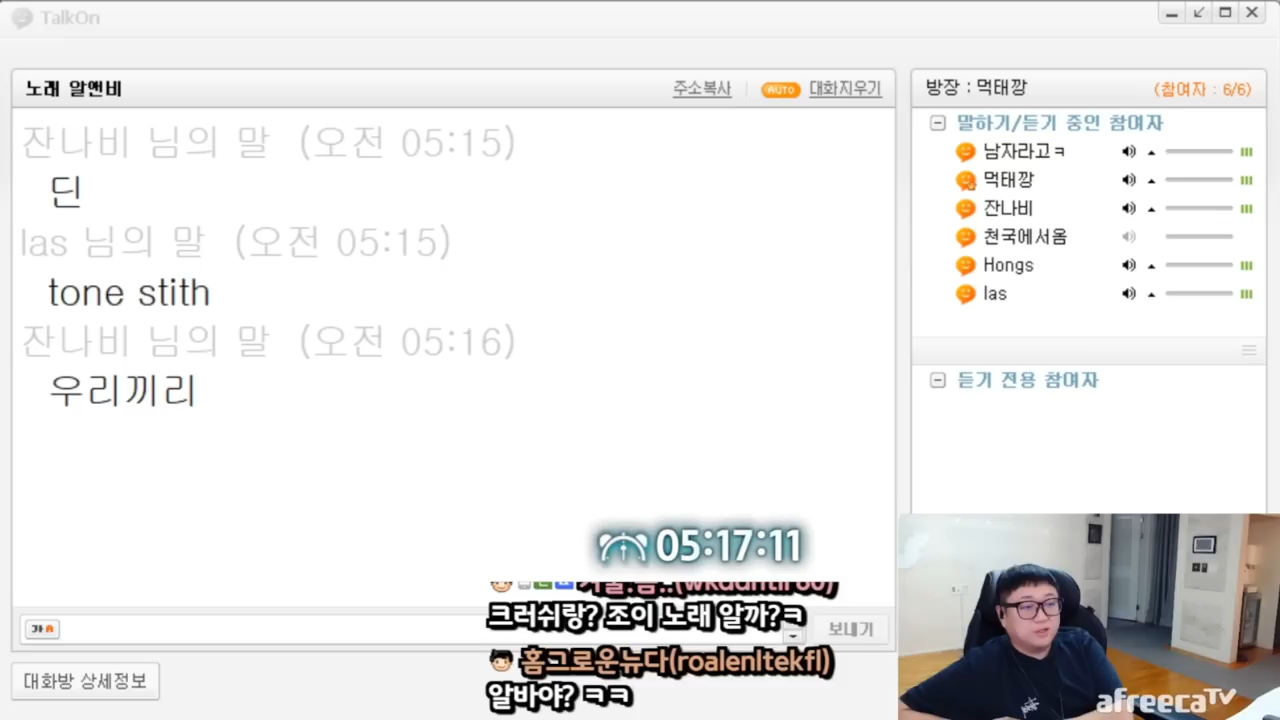 TalkOn
노래 알앤비
주소복사
AUTO
대화지우기
잔나비 님의 말 (오전 05:15)
딘
las 님의 말 (오전 05:15)
tone stith
잔나비 님의 말 (오전 05:16)
우리끼리
방장 : 먹태깡
(참여자 : 6/6)
말하기/듣기 중인 참여자
남자라고ㅋ
먹태깡
잔나비
천국에서옴
Hongs
las
듣기 전용 참여자
05:17:11
크러쉬랑? 조이 노래 알까?ㅋ
홈그로운뉴다(roalenltekfl)
알바야? ㅋㅋ
가
보내기
대화방 상세정보
afreecaTV